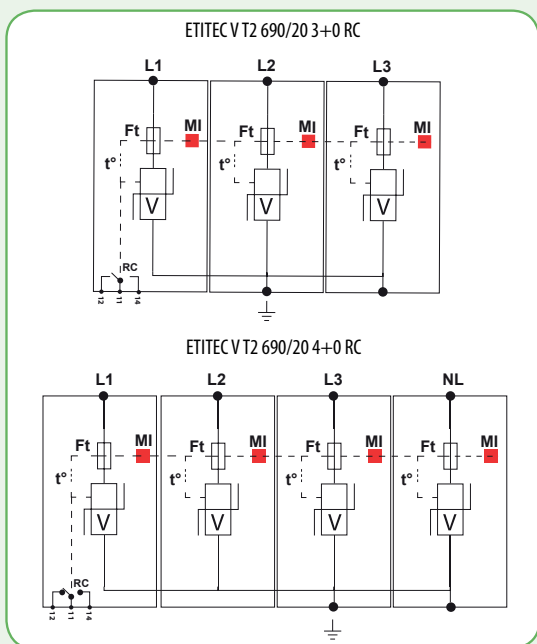 ETITEC V T2 690/20 3+0 RC
L1 L2 L3
Ft MI Ft MI Ft MI
t° t° t°
V V V
RC
12 11 14
ETITEC V T2 690/20 4+0 RC
L1 L2 L3 NL
Ft MI Ft MI Ft MI Ft MI
t° t° t° t°
V V V V
RC
12 11 14